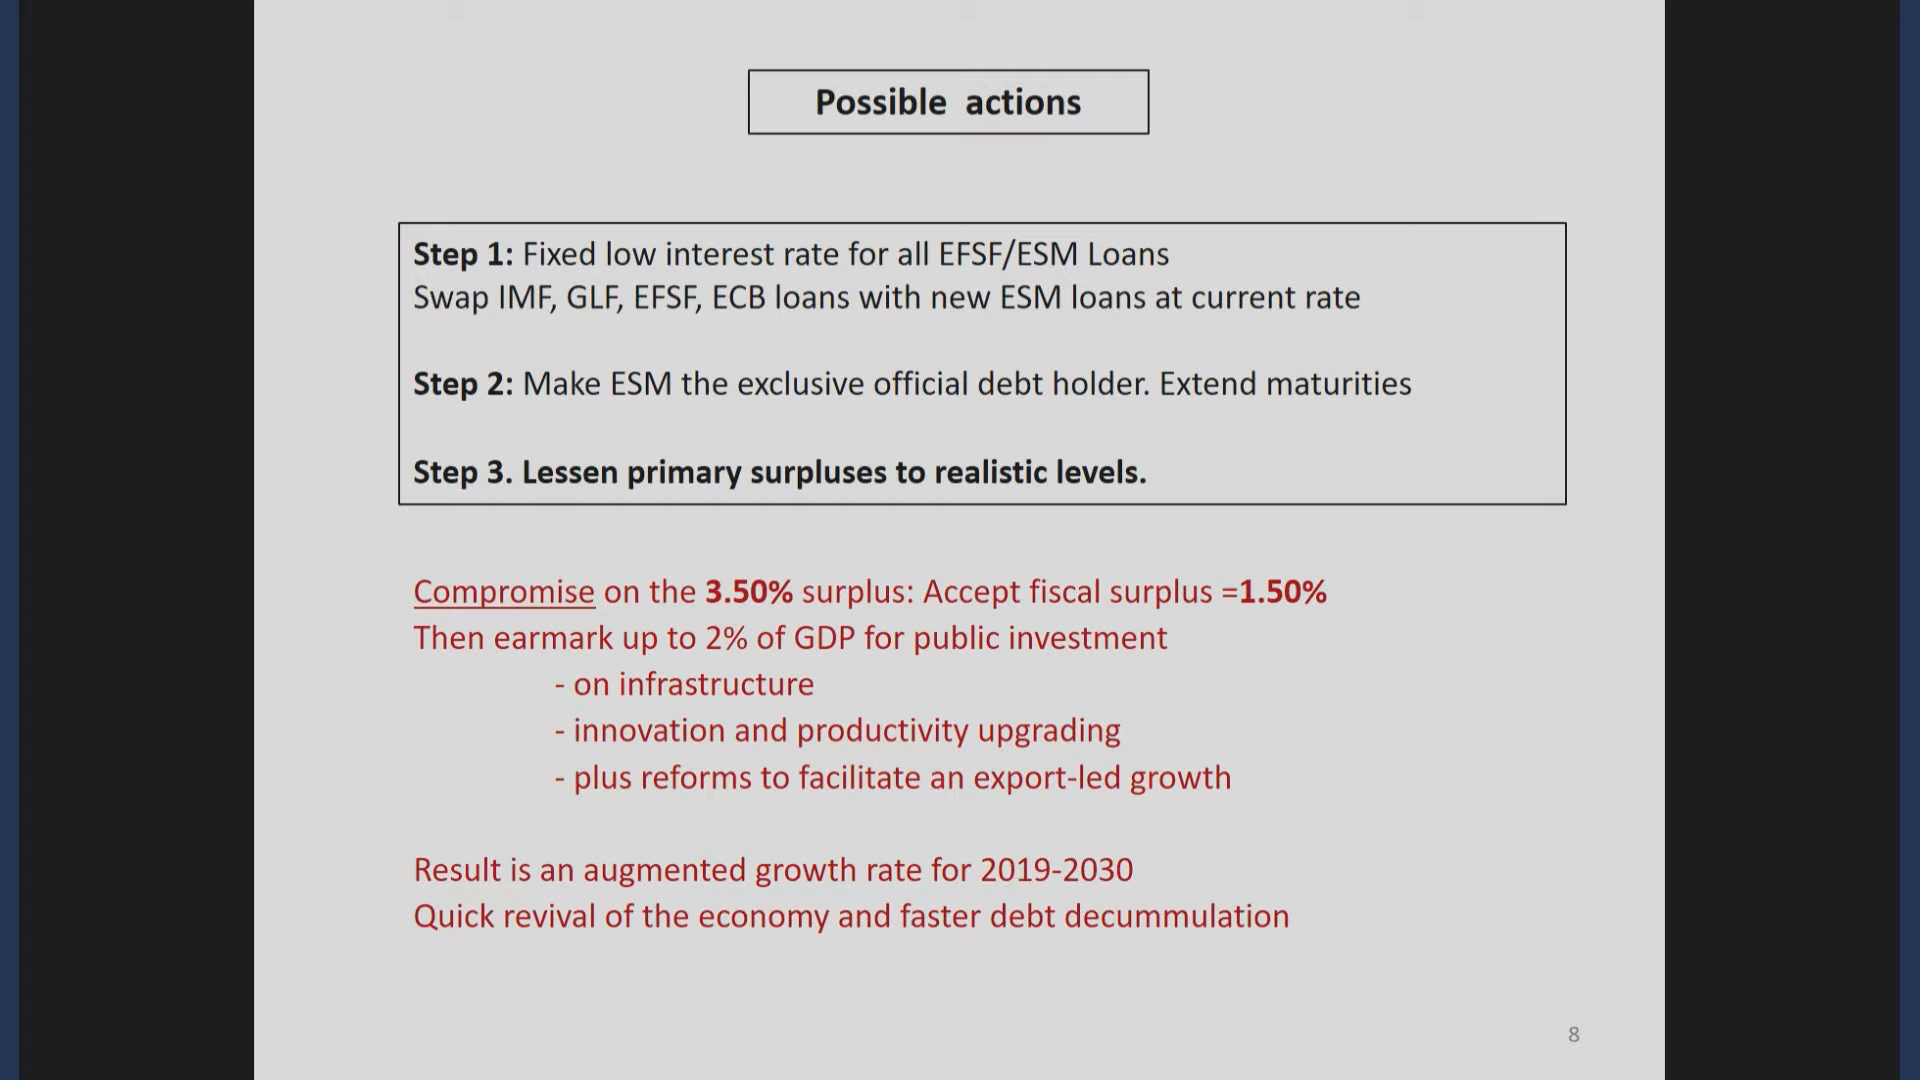 Possible actions
Step 1: Fixed low interest rate for all EFSF/ESM Loans
Swap IMF, GLF, EFSF, ECB loans with new ESM loans at current rate
Step 2: Make ESM the exclusive official debt holder. Extend maturities
Step 3. Lessen primary surpluses to realistic levels.
Compromise on the 3.50% surplus: Accept fiscal surplus =1.50%
Then earmark up to 2% of GDP for public investment
- on infrastructure
- innovation and productivity upgrading
- plus reforms to facilitate an export-led growth
Result is an augmented growth rate for 2019-2030
Quick revival of the economy and faster debt decummulation
8